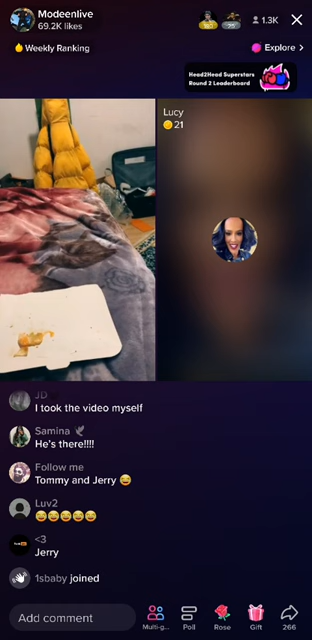 Modeenlive
69.2K likes
1.3K
Weekly Ranking
Explore >
Head2Head Superstars
Round 2 Leaderboard
Lucy
21
JD
I took the video myself
Samina
He's there!!!!
Follow me
Tommy and Jerry 😂
Luv2
😂😂😂😂😂
<3
Jerry
1sbaby joined
Add comment
Multi-g...
Poll
Rose
Gift
266